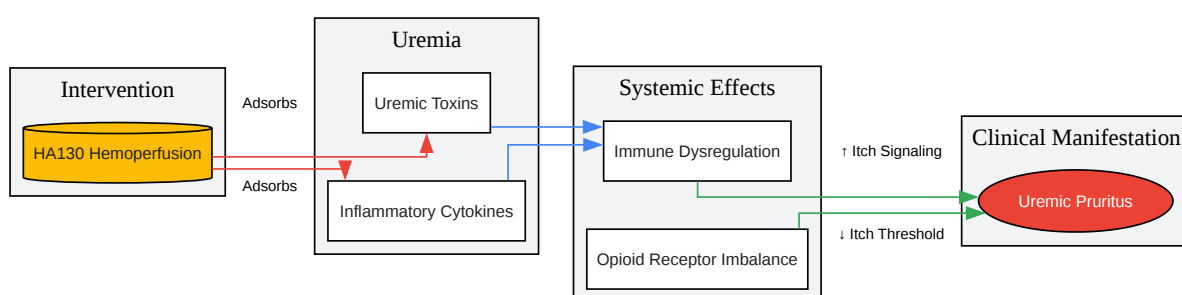 Intervention
HA130 Hemoperfusion
Adsorbs
Adsorbs
Uremia
Uremic Toxins
Inflammatory Cytokines
Systemic Effects
Immune Dysregulation
Opioid Receptor Imbalance
↑ Itch Signaling
↓ Itch Threshold
Clinical Manifestation
Uremic Pruritus